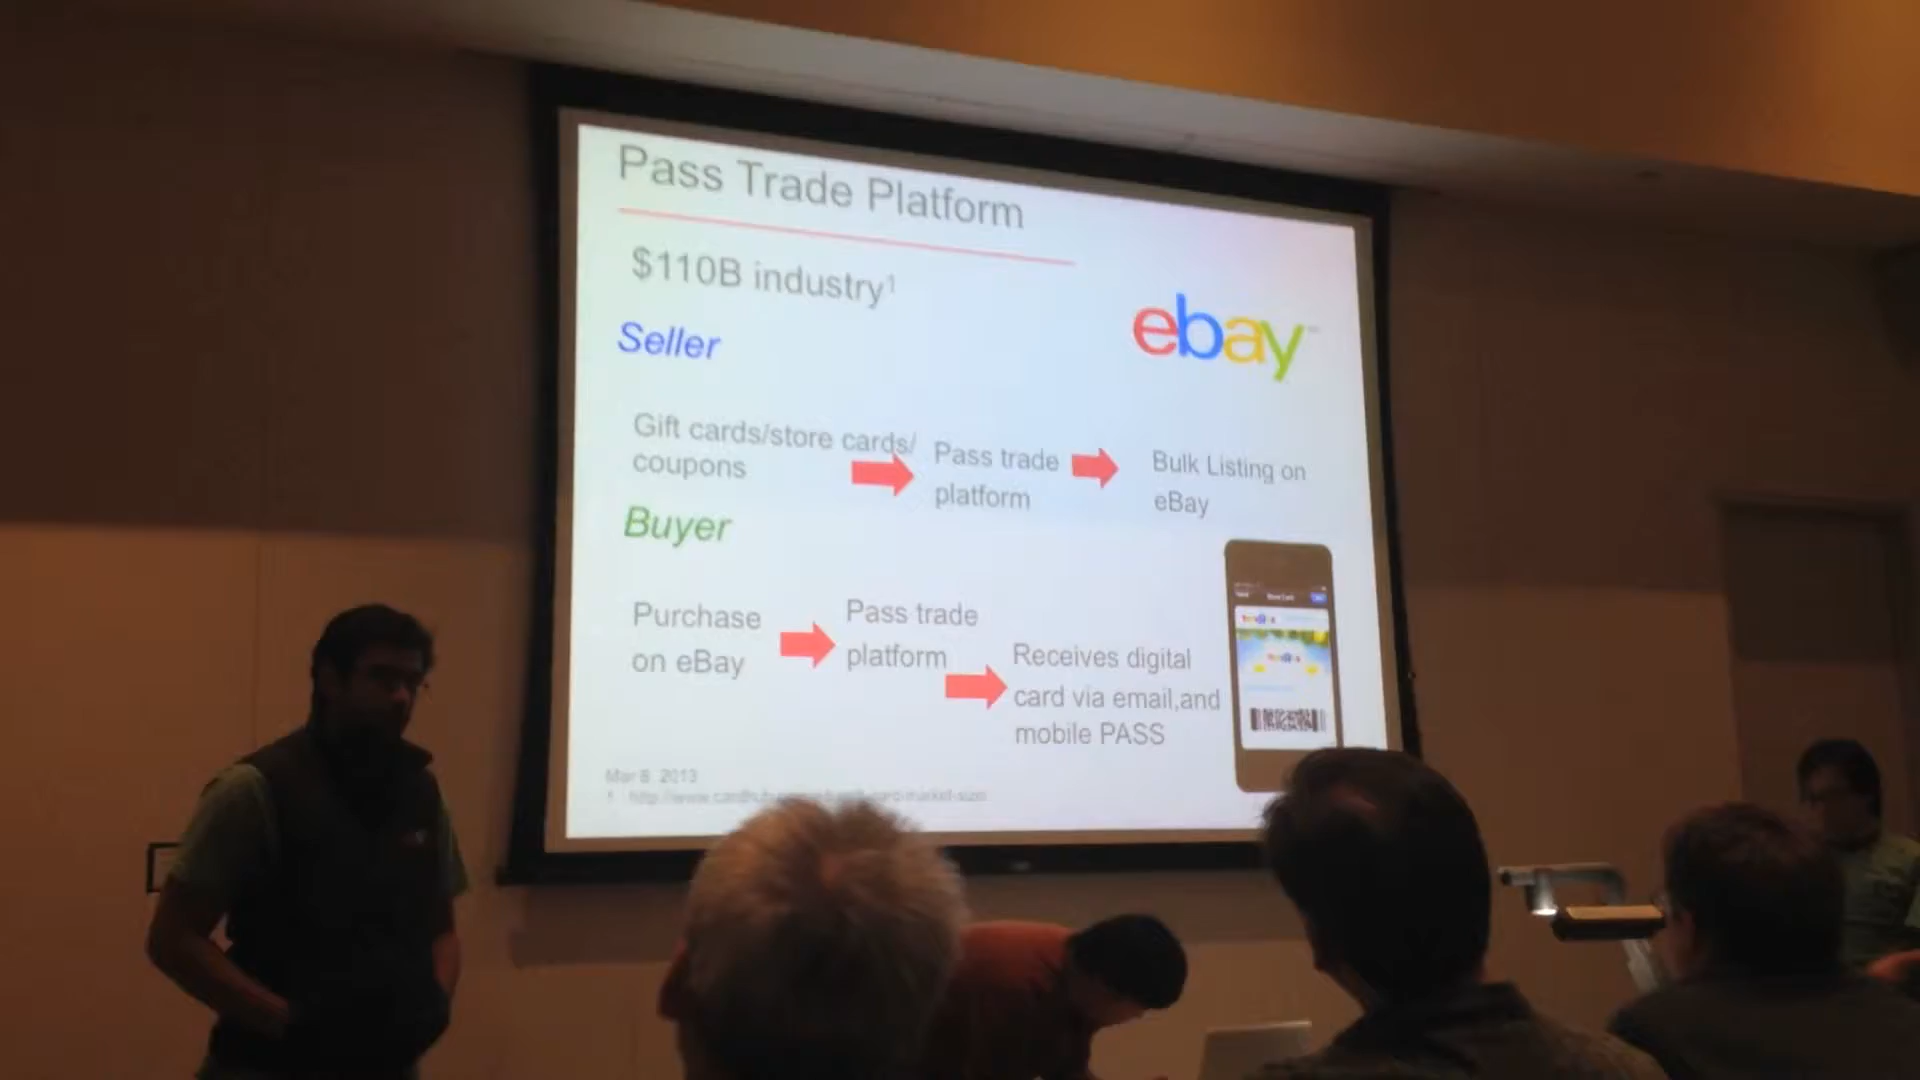 Pass Trade Platform
$110B industry1
ebay
Seller
Gift cards/store cards/
coupons
Pass trade
platform
Bulk Listing on
eBay
Buyer
Purchase
on eBay
Pass trade
platform
Receives digital
card via email,and
mobile PASS
Mar 8, 2013